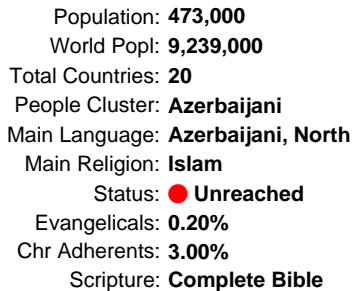 Population: 473,000
World Popl: 9,239,000
Total Countries: 20
People Cluster: Azerbaijani
Main Language: Azerbaijani, North
Main Religion: Islam
Status: Unreached
Evangelicals: 0.20%
Chr Adherents: 3.00%
Scripture: Complete Bible